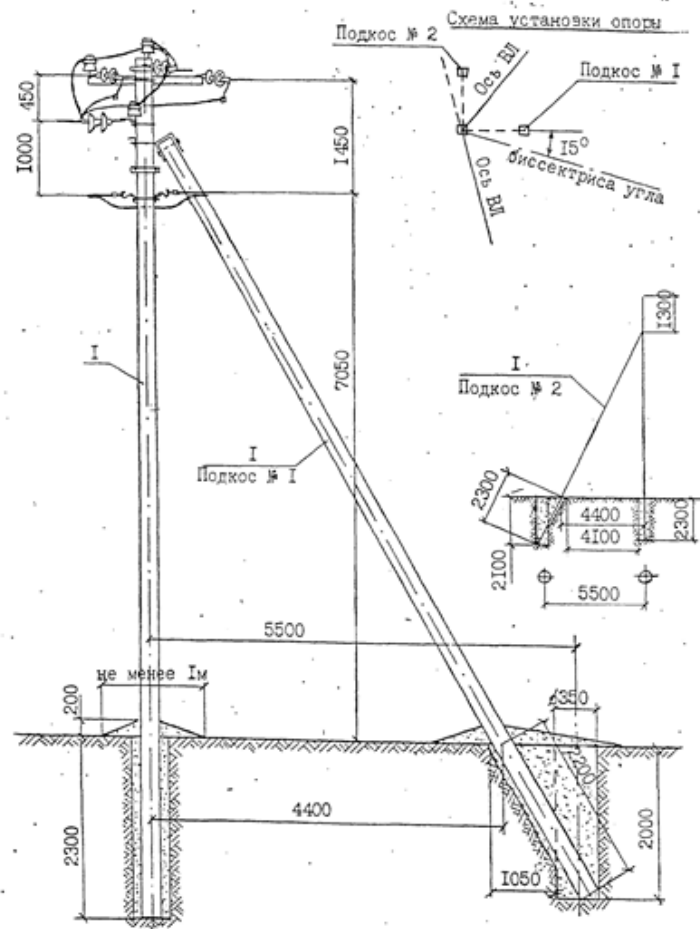 Схема установки опоры
Подкос № 2
Ось ВЛ
Подкос № I
I5°
биссектриса угла
Ось ВЛ
450
I000
I450
I300
I
I
Подкос № 2
7050
I
Подкос № I
2300
4400
4I00
2300
2I00
5500
5500
не менее Iм
200
350
200
4400
2300
2000
I050